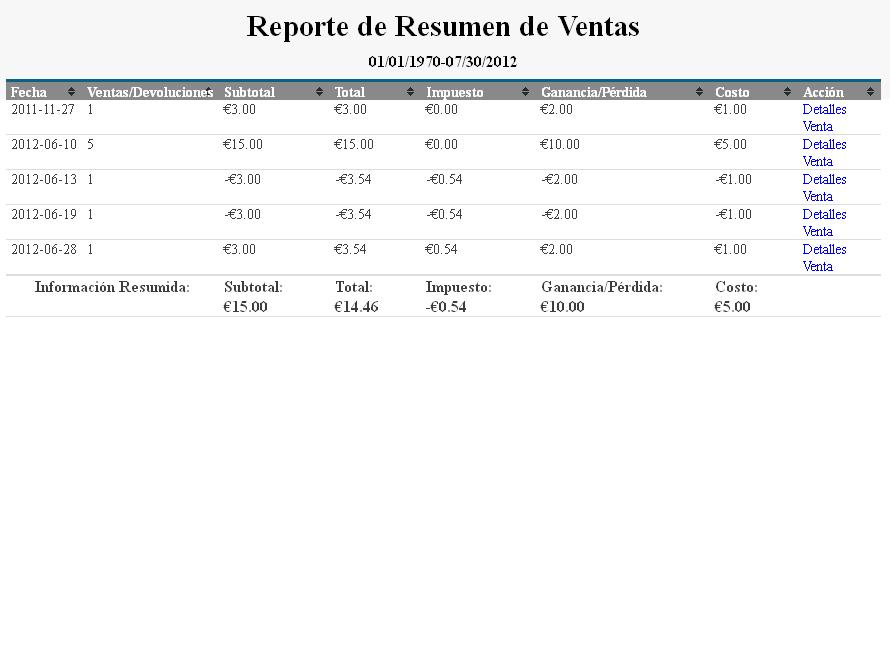 Reporte de Resumen de Ventas
01/01/1970-07/30/2012
Fecha Ventas/Devoluciones Subtotal Total Impuesto Ganancia/Pérdida Costo Acción
2011-11-27 1 €3.00 €3.00 €0.00 €2.00 €1.00 Detalles
Venta
2012-06-10 5 €15.00 €15.00 €0.00 €10.00 €5.00 Detalles
Venta
2012-06-13 1 -€3.00 -€3.54 -€0.54 -€2.00 -€1.00 Detalles
Venta
2012-06-19 1 -€3.00 -€3.54 -€0.54 -€2.00 -€1.00 Detalles
Venta
2012-06-28 1 €3.00 €3.54 €0.54 €2.00 €1.00 Detalles
Venta
Información Resumida: Subtotal: Total: Impuesto: Ganancia/Pérdida: Costo:
€15.00 €14.46 -€0.54 €10.00 €5.00